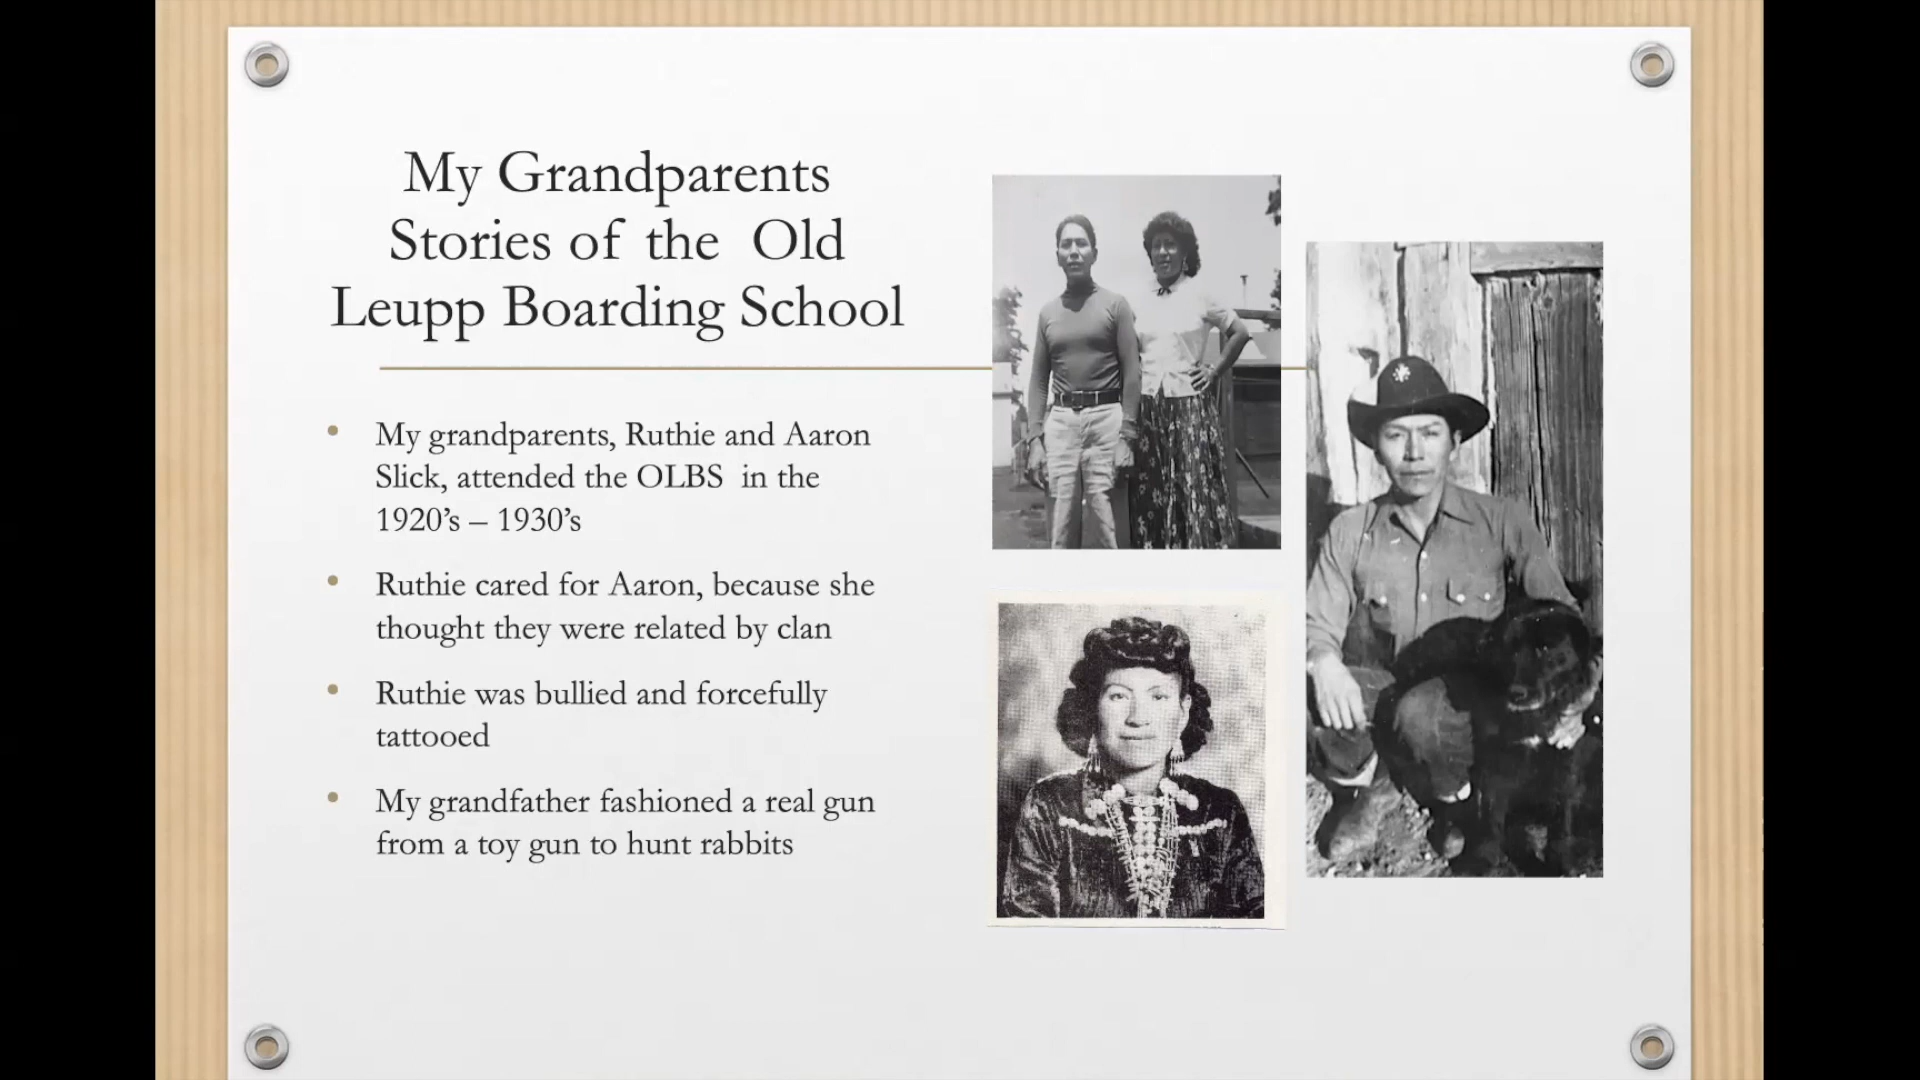 My Grandparents
Stories of the Old
Leupp Boarding School
• My grandparents, Ruthie and Aaron
Slick, attended the OLBS in the
1920’s – 1930’s
• Ruthie cared for Aaron, because she
thought they were related by clan
• Ruthie was bullied and forcefully
tattooed
• My grandfather fashioned a real gun
from a toy gun to hunt rabbits